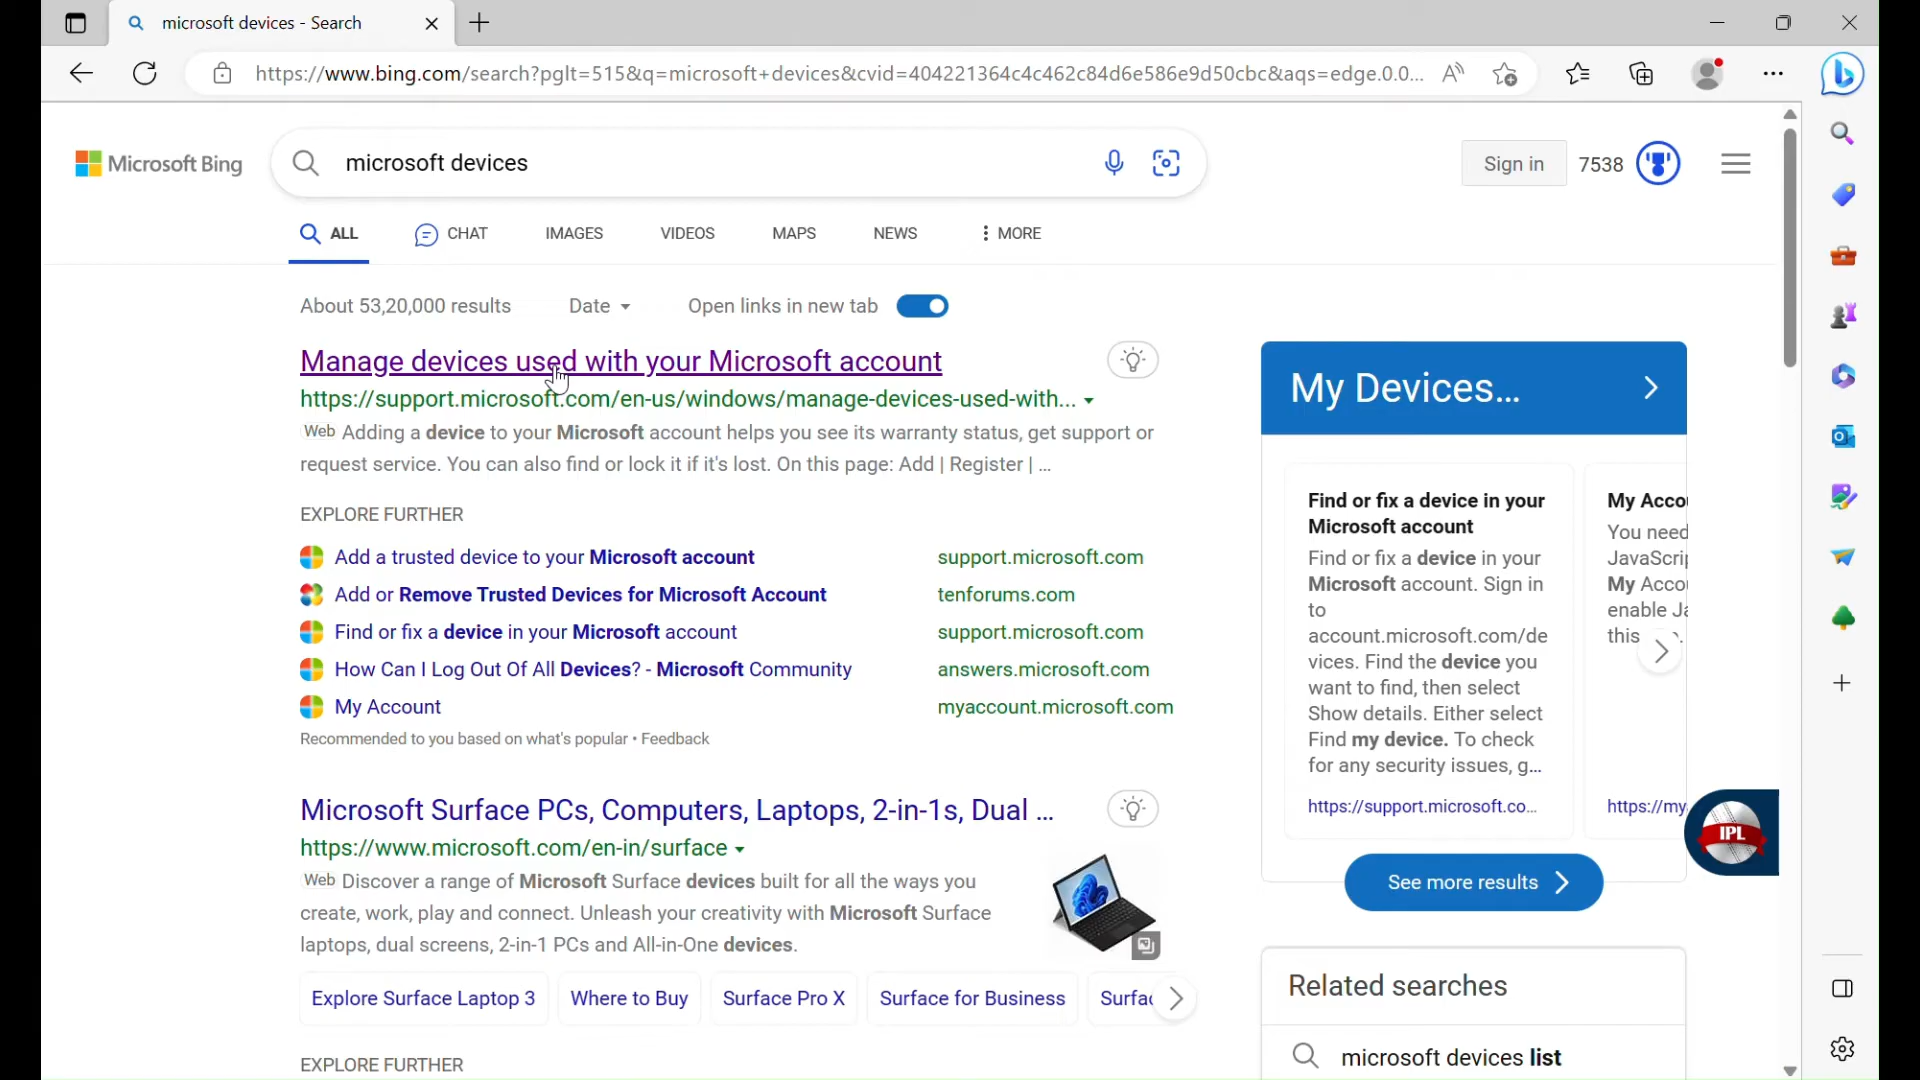 microsoft devices - Search
https://www.bing.com/search?pglt=515&q=microsoft+devices&cvid=404221364c4c462c84d6e586e9d50cbc&aqs=edge.0.0...
Microsoft Bing
microsoft devices
Sign in
7538
ALL
CHAT
IMAGES
VIDEOS
MAPS
NEWS
MORE
About 53,20,000 results
Date
Open links in new tab
Manage devices used with your Microsoft account
https://support.microsoft.com/en-us/windows/manage-devices-used-with...
Web Adding a device to your Microsoft account helps you see its warranty status, get support or
request service. You can also find or lock it if it's lost. On this page: Add | Register | ...
EXPLORE FURTHER
Add a trusted device to your Microsoft account support.microsoft.com
Add or Remove Trusted Devices for Microsoft Account tenforums.com
Find or fix a device in your Microsoft account support.microsoft.com
How Can I Log Out Of All Devices? - Microsoft Community answers.microsoft.com
My Account myaccount.microsoft.com
Recommended to you based on what's popular • Feedback
Microsoft Surface PCs, Computers, Laptops, 2-in-1s, Dual ...
https://www.microsoft.com/en-in/surface
Web Discover a range of Microsoft Surface devices built for all the ways you
create, work, play and connect. Unleash your creativity with Microsoft Surface
laptops, dual screens, 2-in-1 PCs and All-in-One devices.
Explore Surface Laptop 3
Where to Buy
Surface Pro X
Surface for Business
Surfac
EXPLORE FURTHER
My Devices...
Find or fix a device in your
Microsoft account
Find or fix a device in your
Microsoft account. Sign in
to
account.microsoft.com/de
vices. Find the device you
want to find, then select
Show details. Either select
Find my device. To check
for any security issues, g...
https://support.microsoft.co...
My Accou
You need
JavaScrip
My Accou
enable Ja
this
https://my
IPL
See more results
Related searches
microsoft devices list